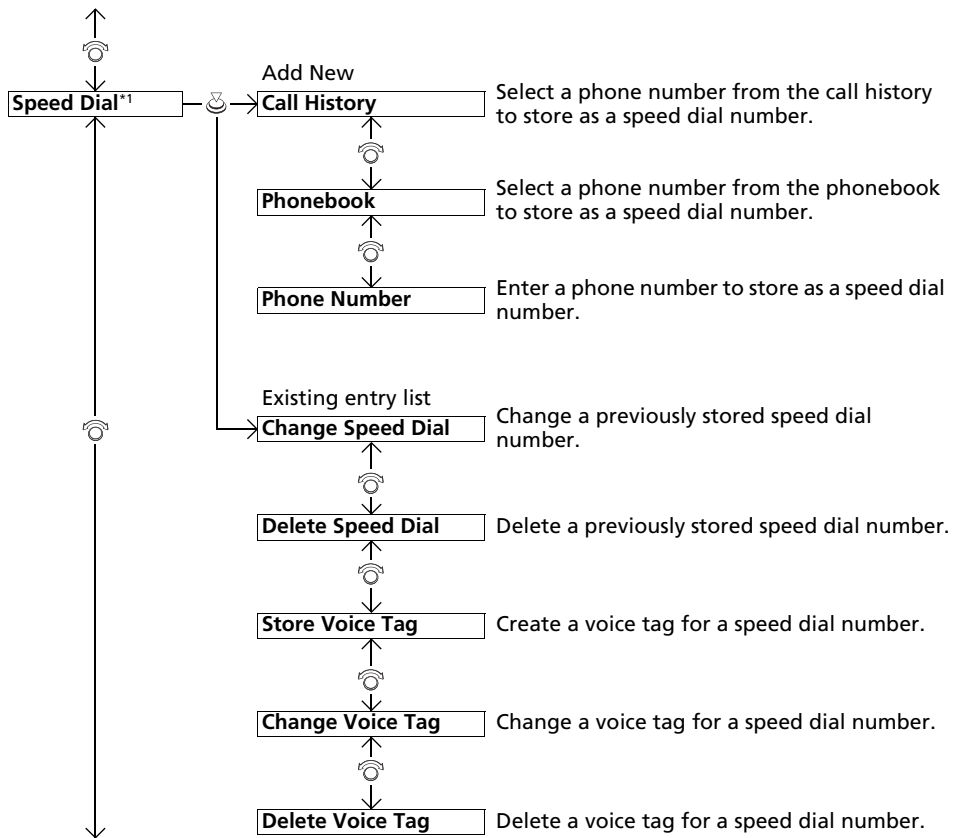 Add New
Speed Dial*1
Call History
Select a phone number from the call history
to store as a speed dial number.
Phonebook
Select a phone number from the phonebook
to store as a speed dial number.
Phone Number
Enter a phone number to store as a speed dial
number.
Existing entry list
Change Speed Dial
Change a previously stored speed dial
number.
Delete Speed Dial
Delete a previously stored speed dial number.
Store Voice Tag
Create a voice tag for a speed dial number.
Change Voice Tag
Change a voice tag for a speed dial number.
Delete Voice Tag
Delete a voice tag for a speed dial number.